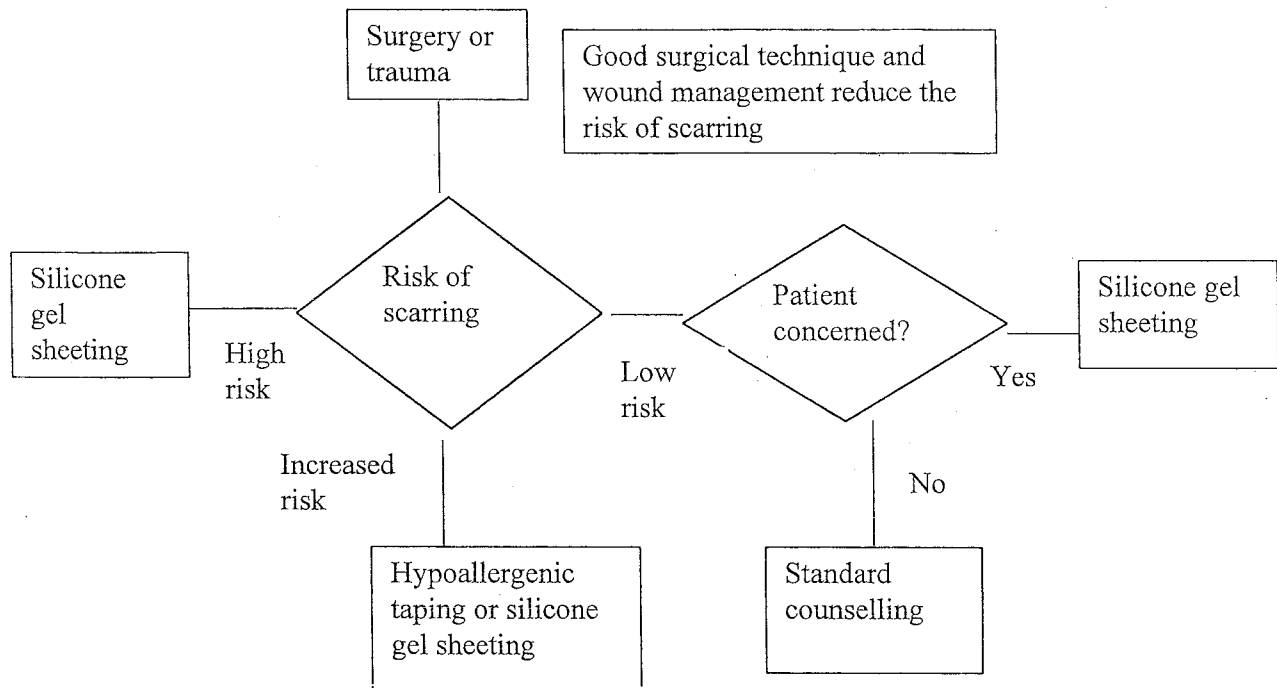 Surgery or
trauma
Good surgical technique and
wound management reduce the
risk of scarring
Silicone
gel
sheeting
Risk of
scarring
Patient
concerned?
Silicone gel
sheeting
High
risk
Low
risk
Yes
Increased
risk
No
Hypoallergenic
taping or silicone
gel sheeting
Standard
counselling